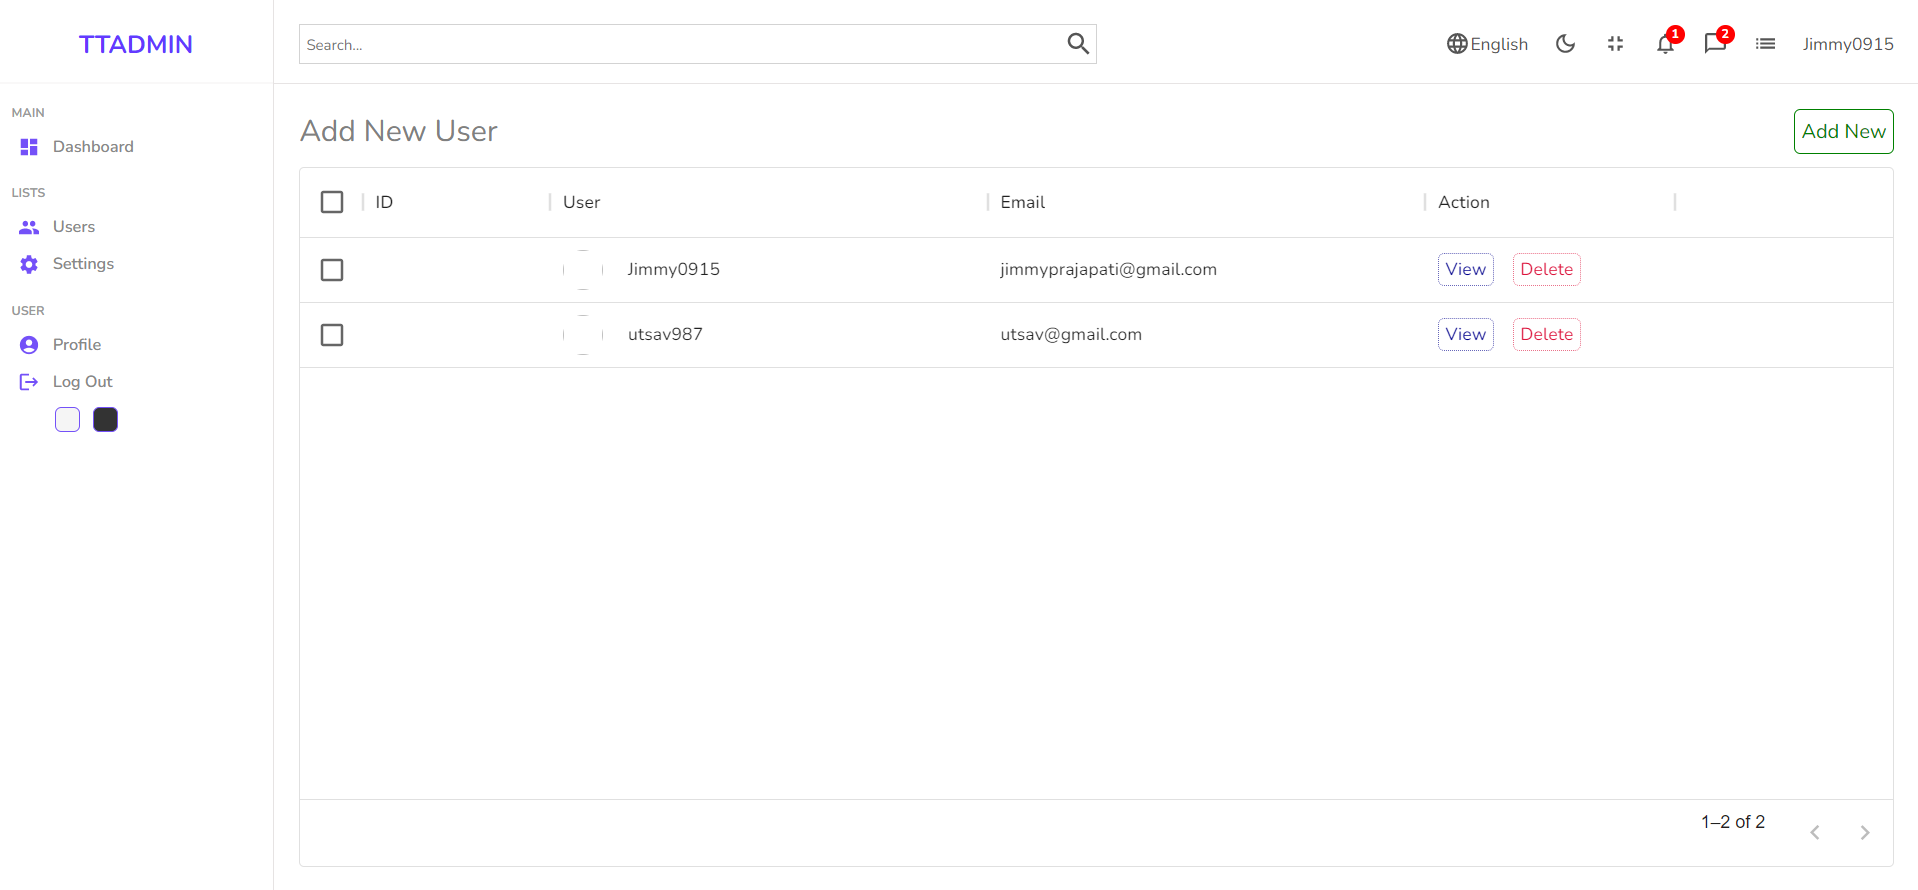 TTADMIN
Search...
English
1
2
Jimmy0915
MAIN
Dashboard
LISTS
Users
Settings
USER
Profile
Log Out
Add New User
Add New
ID User Email Action
Jimmy0915 jimmyprajapati@gmail.com View Delete
utsav987 utsav@gmail.com View Delete
1–2 of 2